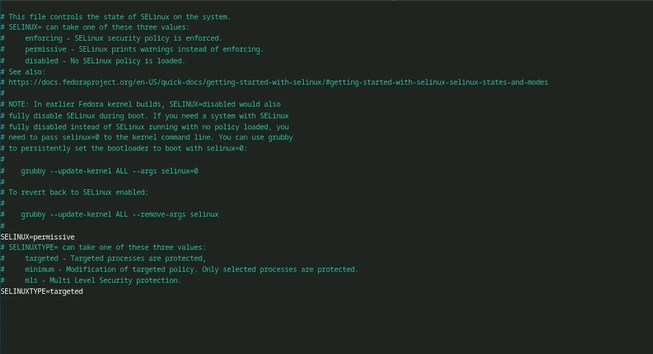 # This file controls the state of SELinux on the system.
# SELINUX= can take one of these three values:
#     enforcing - SELinux security policy is enforced.
#     permissive - SELinux prints warnings instead of enforcing.
#     disabled - No SELinux policy is loaded.
# See also:
# https://docs.fedoraproject.org/en-US/quick-docs/getting-started-with-selinux/#getting-started-with-selinux-selinux-states-and-modes
#
# NOTE: In earlier Fedora kernel builds, SELINUX=disabled would also
# fully disable SELinux during boot. If you need a system with SELinux
# fully disabled instead of SELinux running with no policy loaded, you
# need to pass selinux=0 to the kernel command line. You can use grubby
# to persistently set the bootloader to boot with selinux=0:
#
#    grubby --update-kernel ALL --args selinux=0
#
# To revert back to SELinux enabled:
#
#    grubby --update-kernel ALL --remove-args selinux
#
SELINUX=permissive
# SELINUXTYPE= can take one of these three values:
#     targeted - Targeted processes are protected,
#     minimum - Modification of targeted policy. Only selected processes are protected.
#     mls - Multi Level Security protection.
SELINUXTYPE=targeted